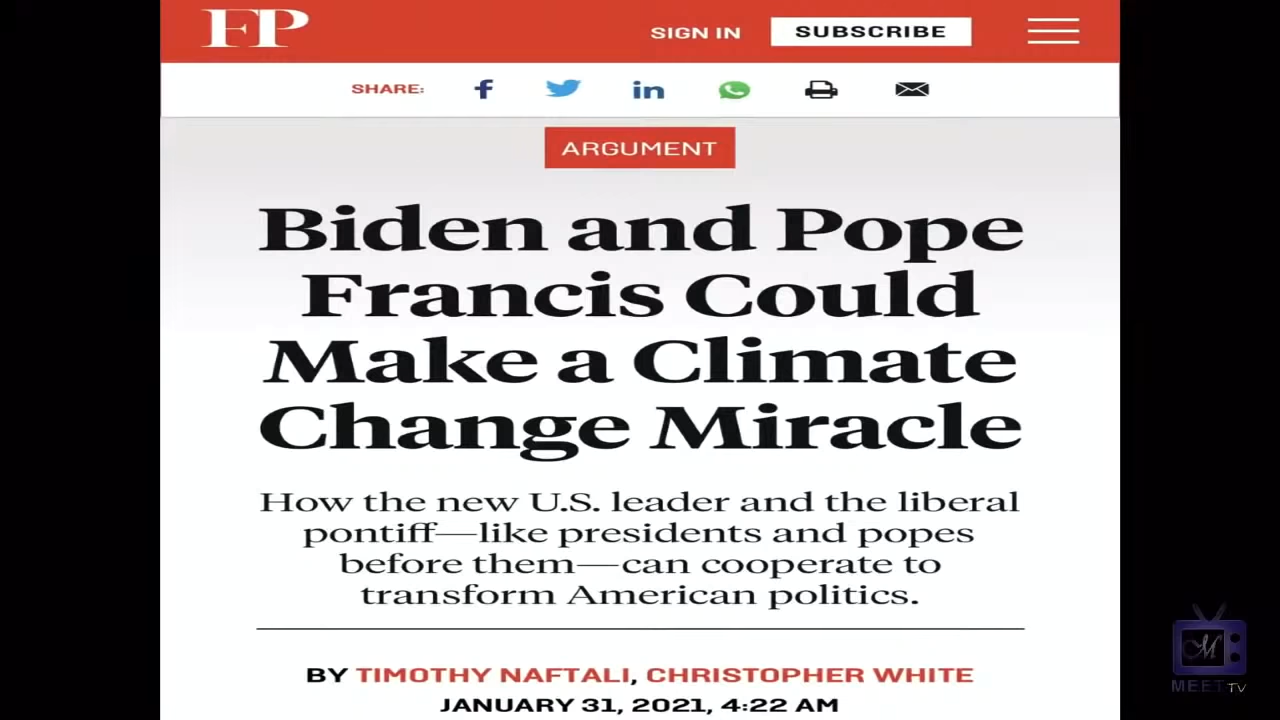 FP
SIGN IN
SUBSCRIBE
SHARE:
ARGUMENT
Biden and Pope
Francis Could
Make a Climate
Change Miracle
How the new U.S. leader and the liberal
pontiff—like presidents and popes
before them—can cooperate to
transform American politics.
BY TIMOTHY NAFTALI, CHRISTOPHER WHITE
JANUARY 31, 2021, 4:22 AM
M
MEET TV